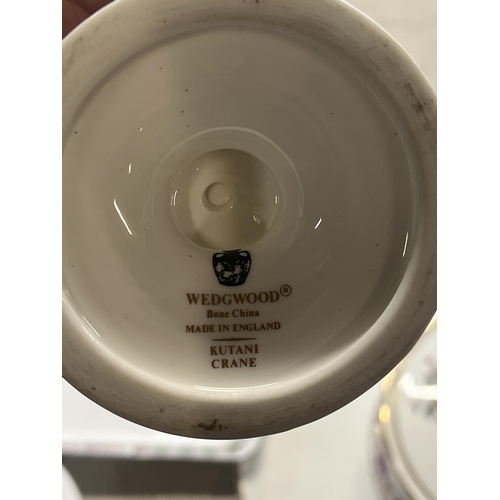 WEDGWOOD®
Bone China
MADE IN ENGLAND
KUTANI
CRANE